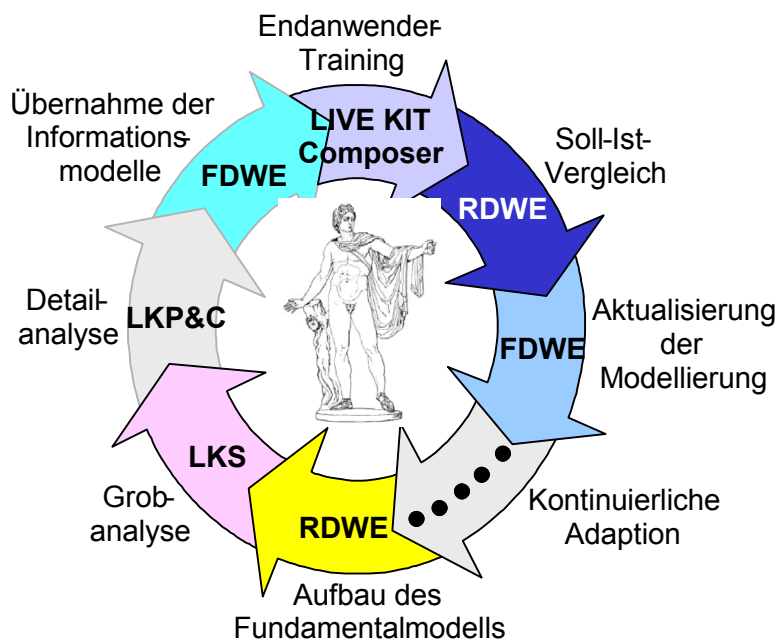 Endanwender-
Training
LIVE KIT
Composer
Soll-Ist-
Vergleich
RDWE
Aktualisierung
der
Modellierung
FDWE
Kontinuierliche
Adaption
Aufbau des
Fundamentalmodells
RDWE
Grob-
analyse
LKS
Detail-
analyse
LKP&C
Übernahme der
Informations-
modelle
FDWE